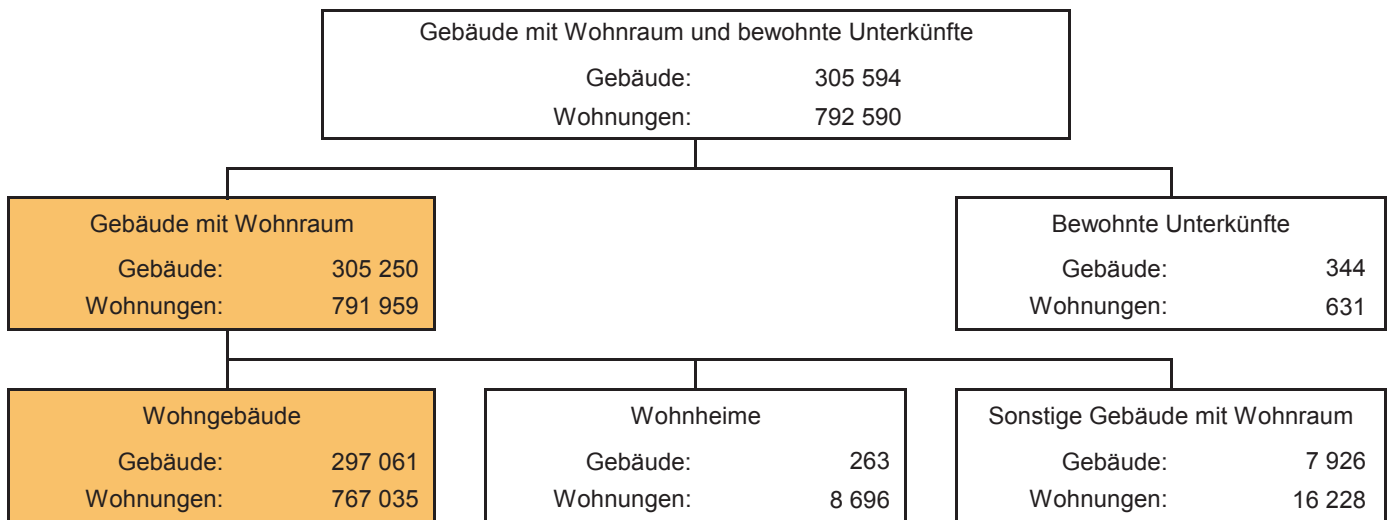 Gebäude mit Wohnraum und bewohnte Unterkünfte
Gebäude: 305 594
Wohnungen: 792 590
Gebäude mit Wohnraum
Gebäude: 305 250
Wohnungen: 791 959
Bewohnte Unterkünfte
Gebäude: 344
Wohnungen: 631
Wohngebäude
Gebäude: 297 061
Wohnungen: 767 035
Wohnheime
Gebäude: 263
Wohnungen: 8 696
Sonstige Gebäude mit Wohnraum
Gebäude: 7 926
Wohnungen: 16 228